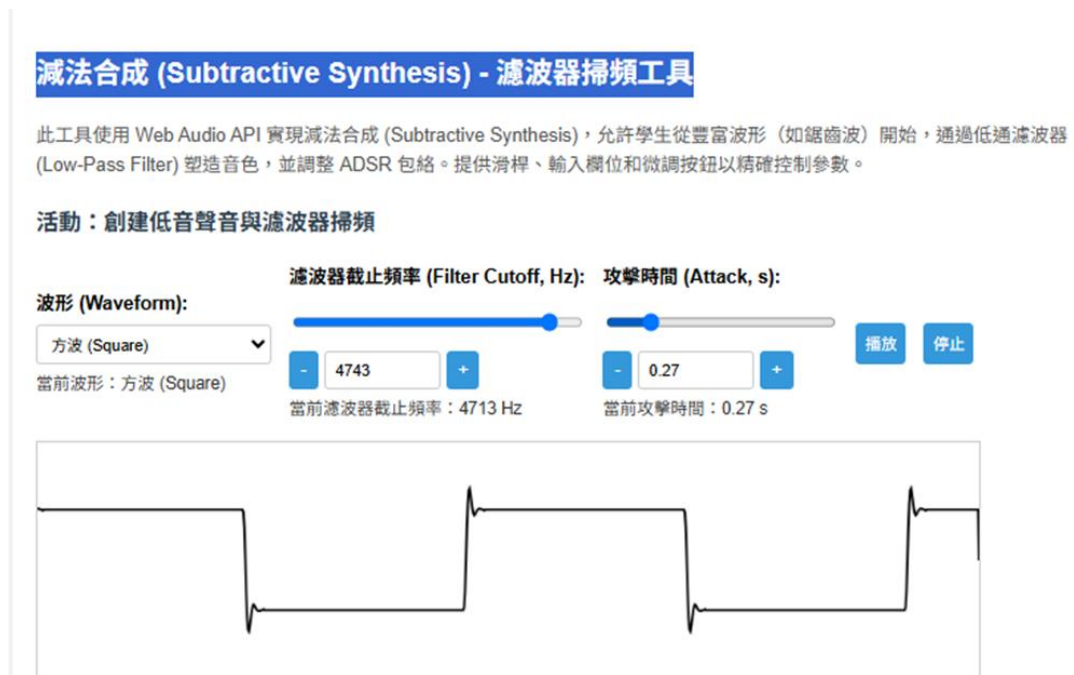 減法合成 (Subtractive Synthesis) - 濾波器掃頻工具
此工具使用 Web Audio API 實現減法合成 (Subtractive Synthesis)，允許學生從豐富波形（如鋸齒波）開始，通過低通濾波器
(Low-Pass Filter) 塑造音色，並調整 ADSR 包絡。提供滑桿、輸入欄位和微調按鈕以精確控制參數。
活動：創建低音聲音與濾波器掃頻
波形 (Waveform):
方波 (Square)
當前波形：方波 (Square)
濾波器截止頻率 (Filter Cutoff, Hz):
- 4743 +
當前濾波器截止頻率：4713 Hz
攻擊時間 (Attack, s):
- 0.27 +
當前攻擊時間：0.27 s
播放
停止